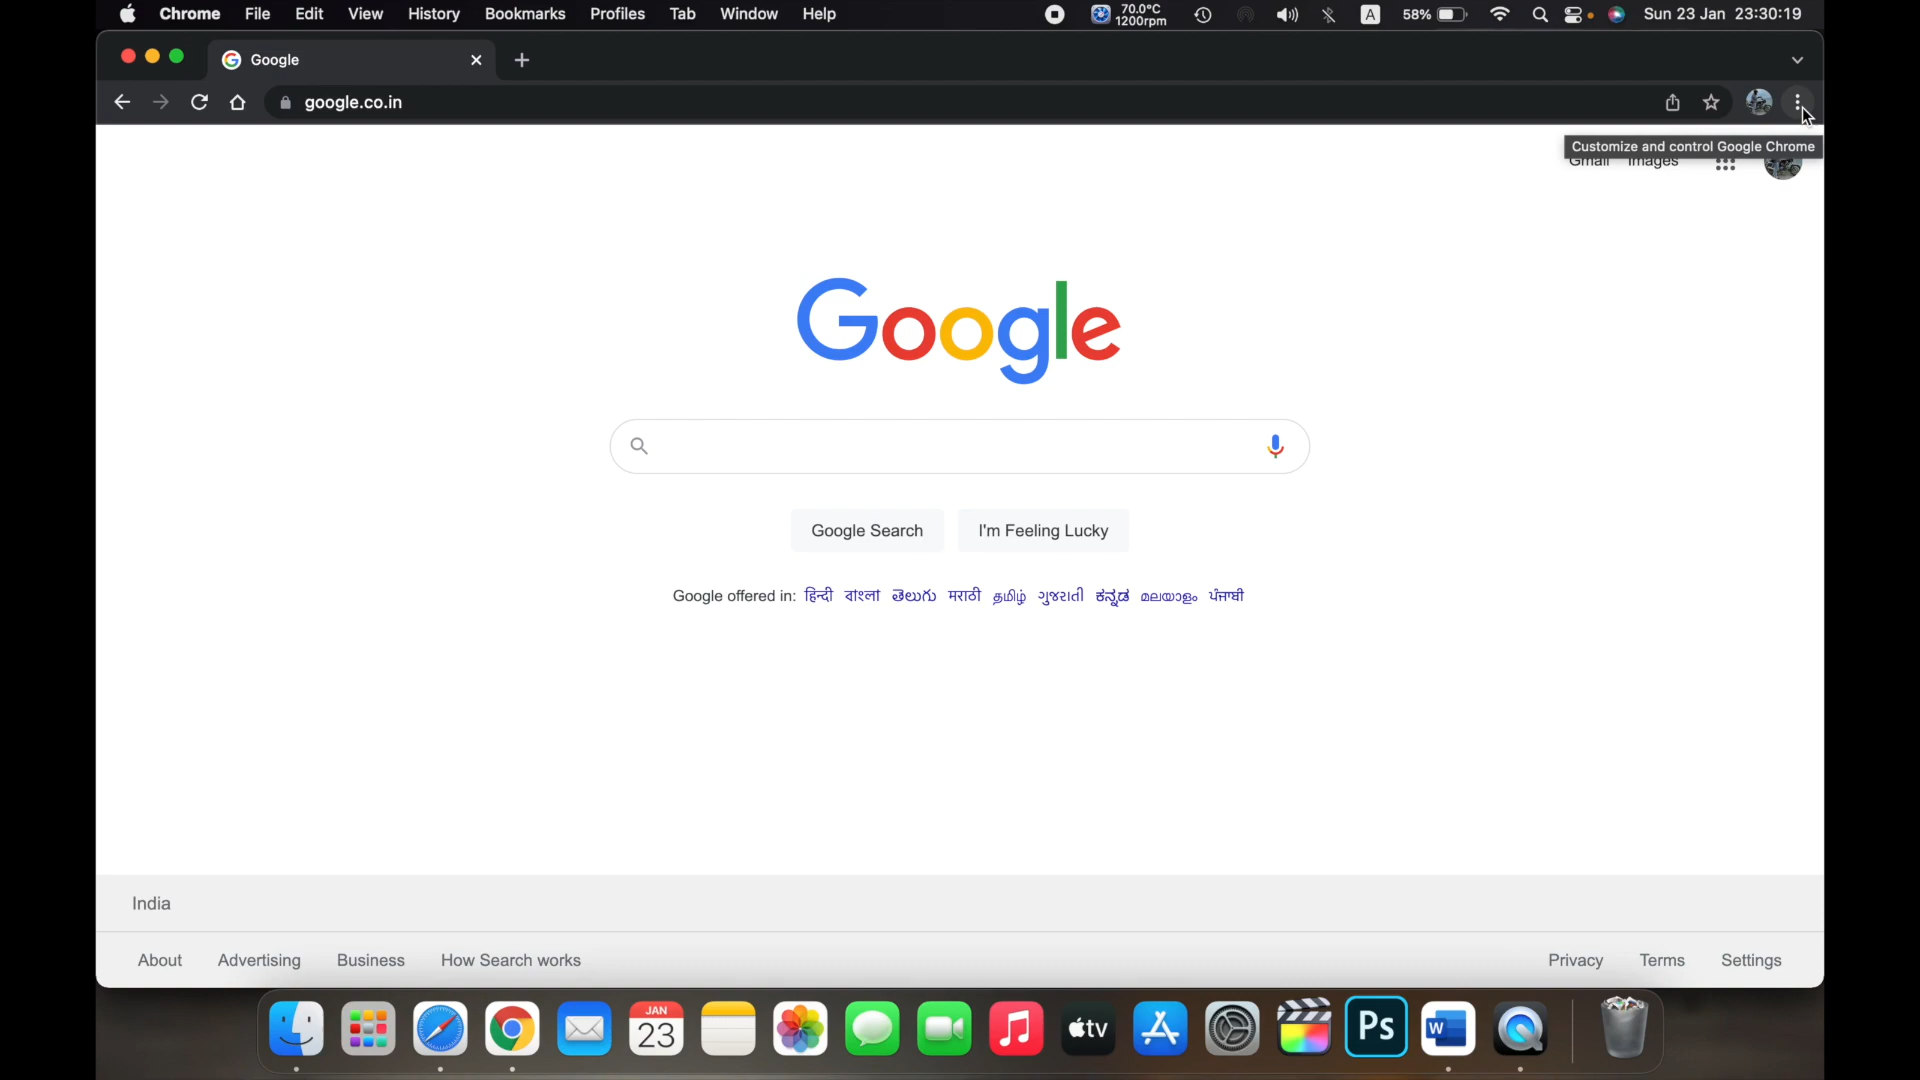 Chrome File Edit View History Bookmarks Profiles Tab Window Help 70.0°C 1200rpm A 58% Sun 23 Jan 23:30:19
Google
google.co.in
Customize and control Google Chrome
Gmail Images
Google
Google Search I'm Feeling Lucky
Google offered in: हिन्दी বাংলা తెలుగు मराठी தமிழ் ગુજરાતી ಕನ್ನಡ മലയാളം ਪੰਜਾਬੀ
India
About Advertising Business How Search works Privacy Terms Settings
JAN
23 tv Ps W